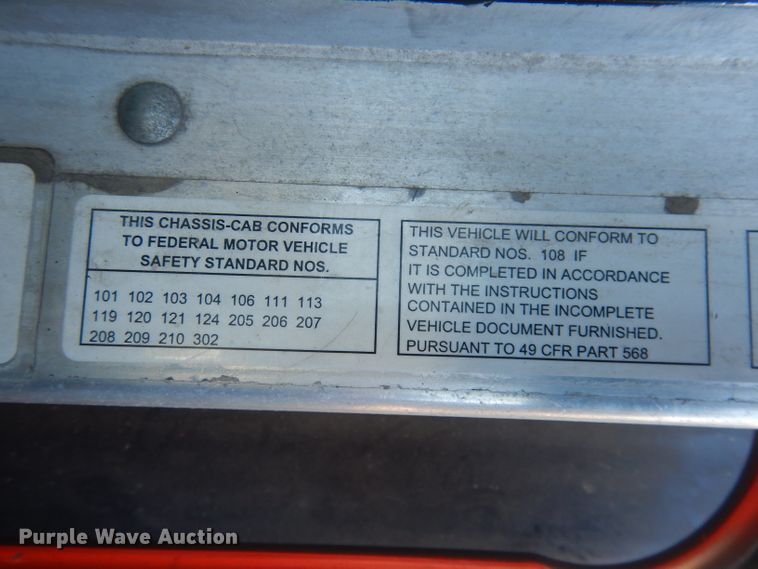 THIS CHASSIS-CAB CONFORMS
TO FEDERAL MOTOR VEHICLE
SAFETY STANDARD NOS.
101 102 103 104 106 111 113
119 120 121 124 205 206 207
208 209 210 302
THIS VEHICLE WILL CONFORM TO
STANDARD NOS. 108 IF
IT IS COMPLETED IN ACCORDANCE
WITH THE INSTRUCTIONS
CONTAINED IN THE INCOMPLETE
VEHICLE DOCUMENT FURNISHED.
PURSUANT TO 49 CFR PART 568
Purple Wave Auction